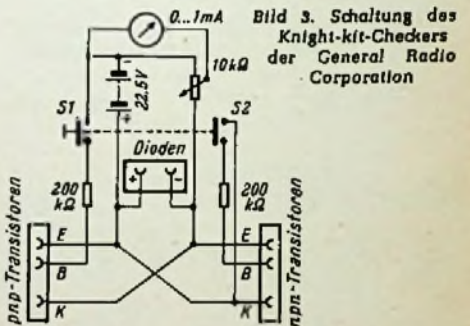 0...1mA
Bild 3. Schaltung des
Knight-kit-Checkers
der General Radio
Corporation
10kΩ
-
22,5V
+
S1
S2
Dioden
+ -
200
kΩ
200
kΩ
pnp-Transistoren
E
B
K
E
B
K
npn-Transistoren